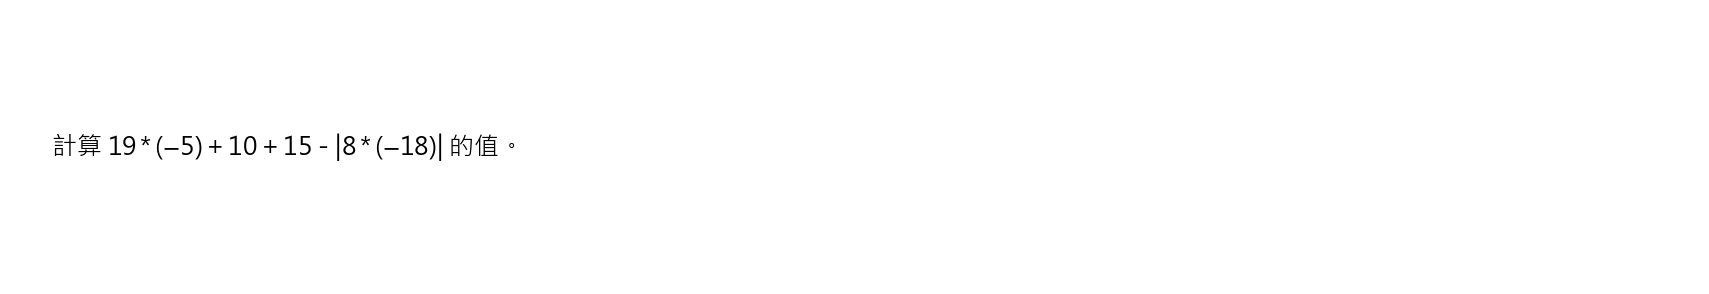 計算 19 * (−5) + 10 + 15 - |8 * (−18)| 的值。